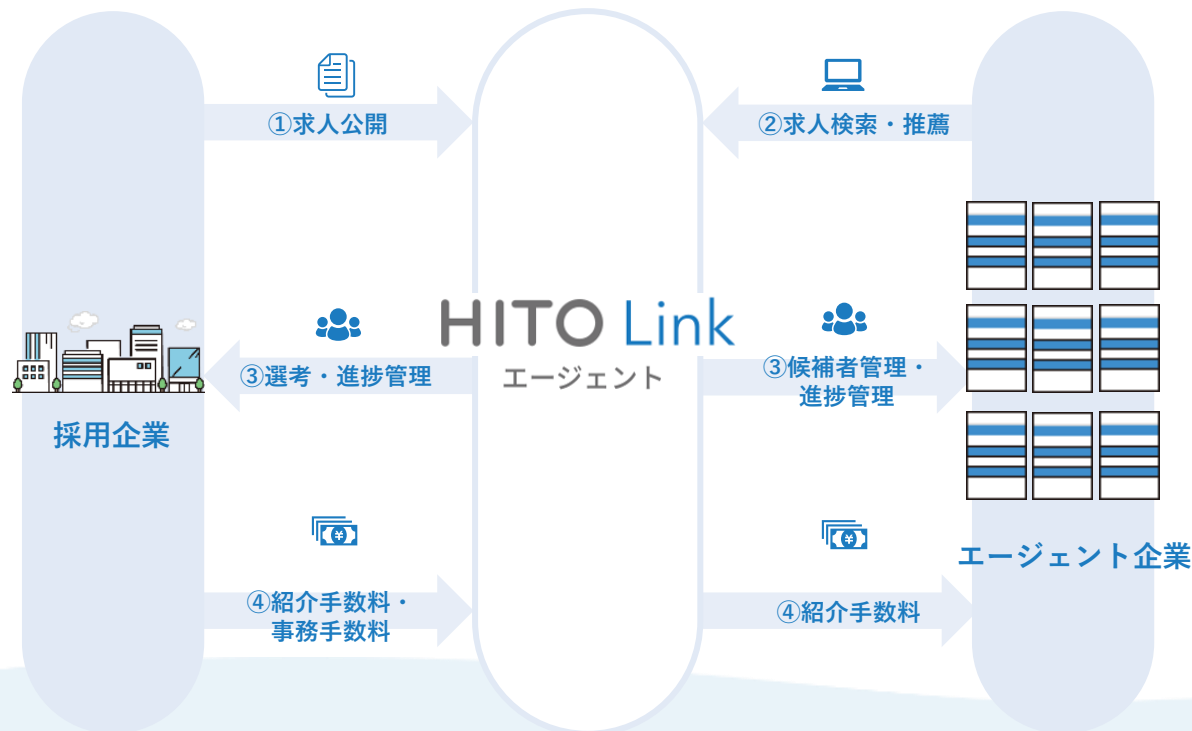 ①求人公開
②求人検索・推薦
HITO Link
エージェント
③選考・進捗管理
③候補者管理・
進捗管理
採用企業
エージェント企業
④紹介手数料・
事務手数料
④紹介手数料